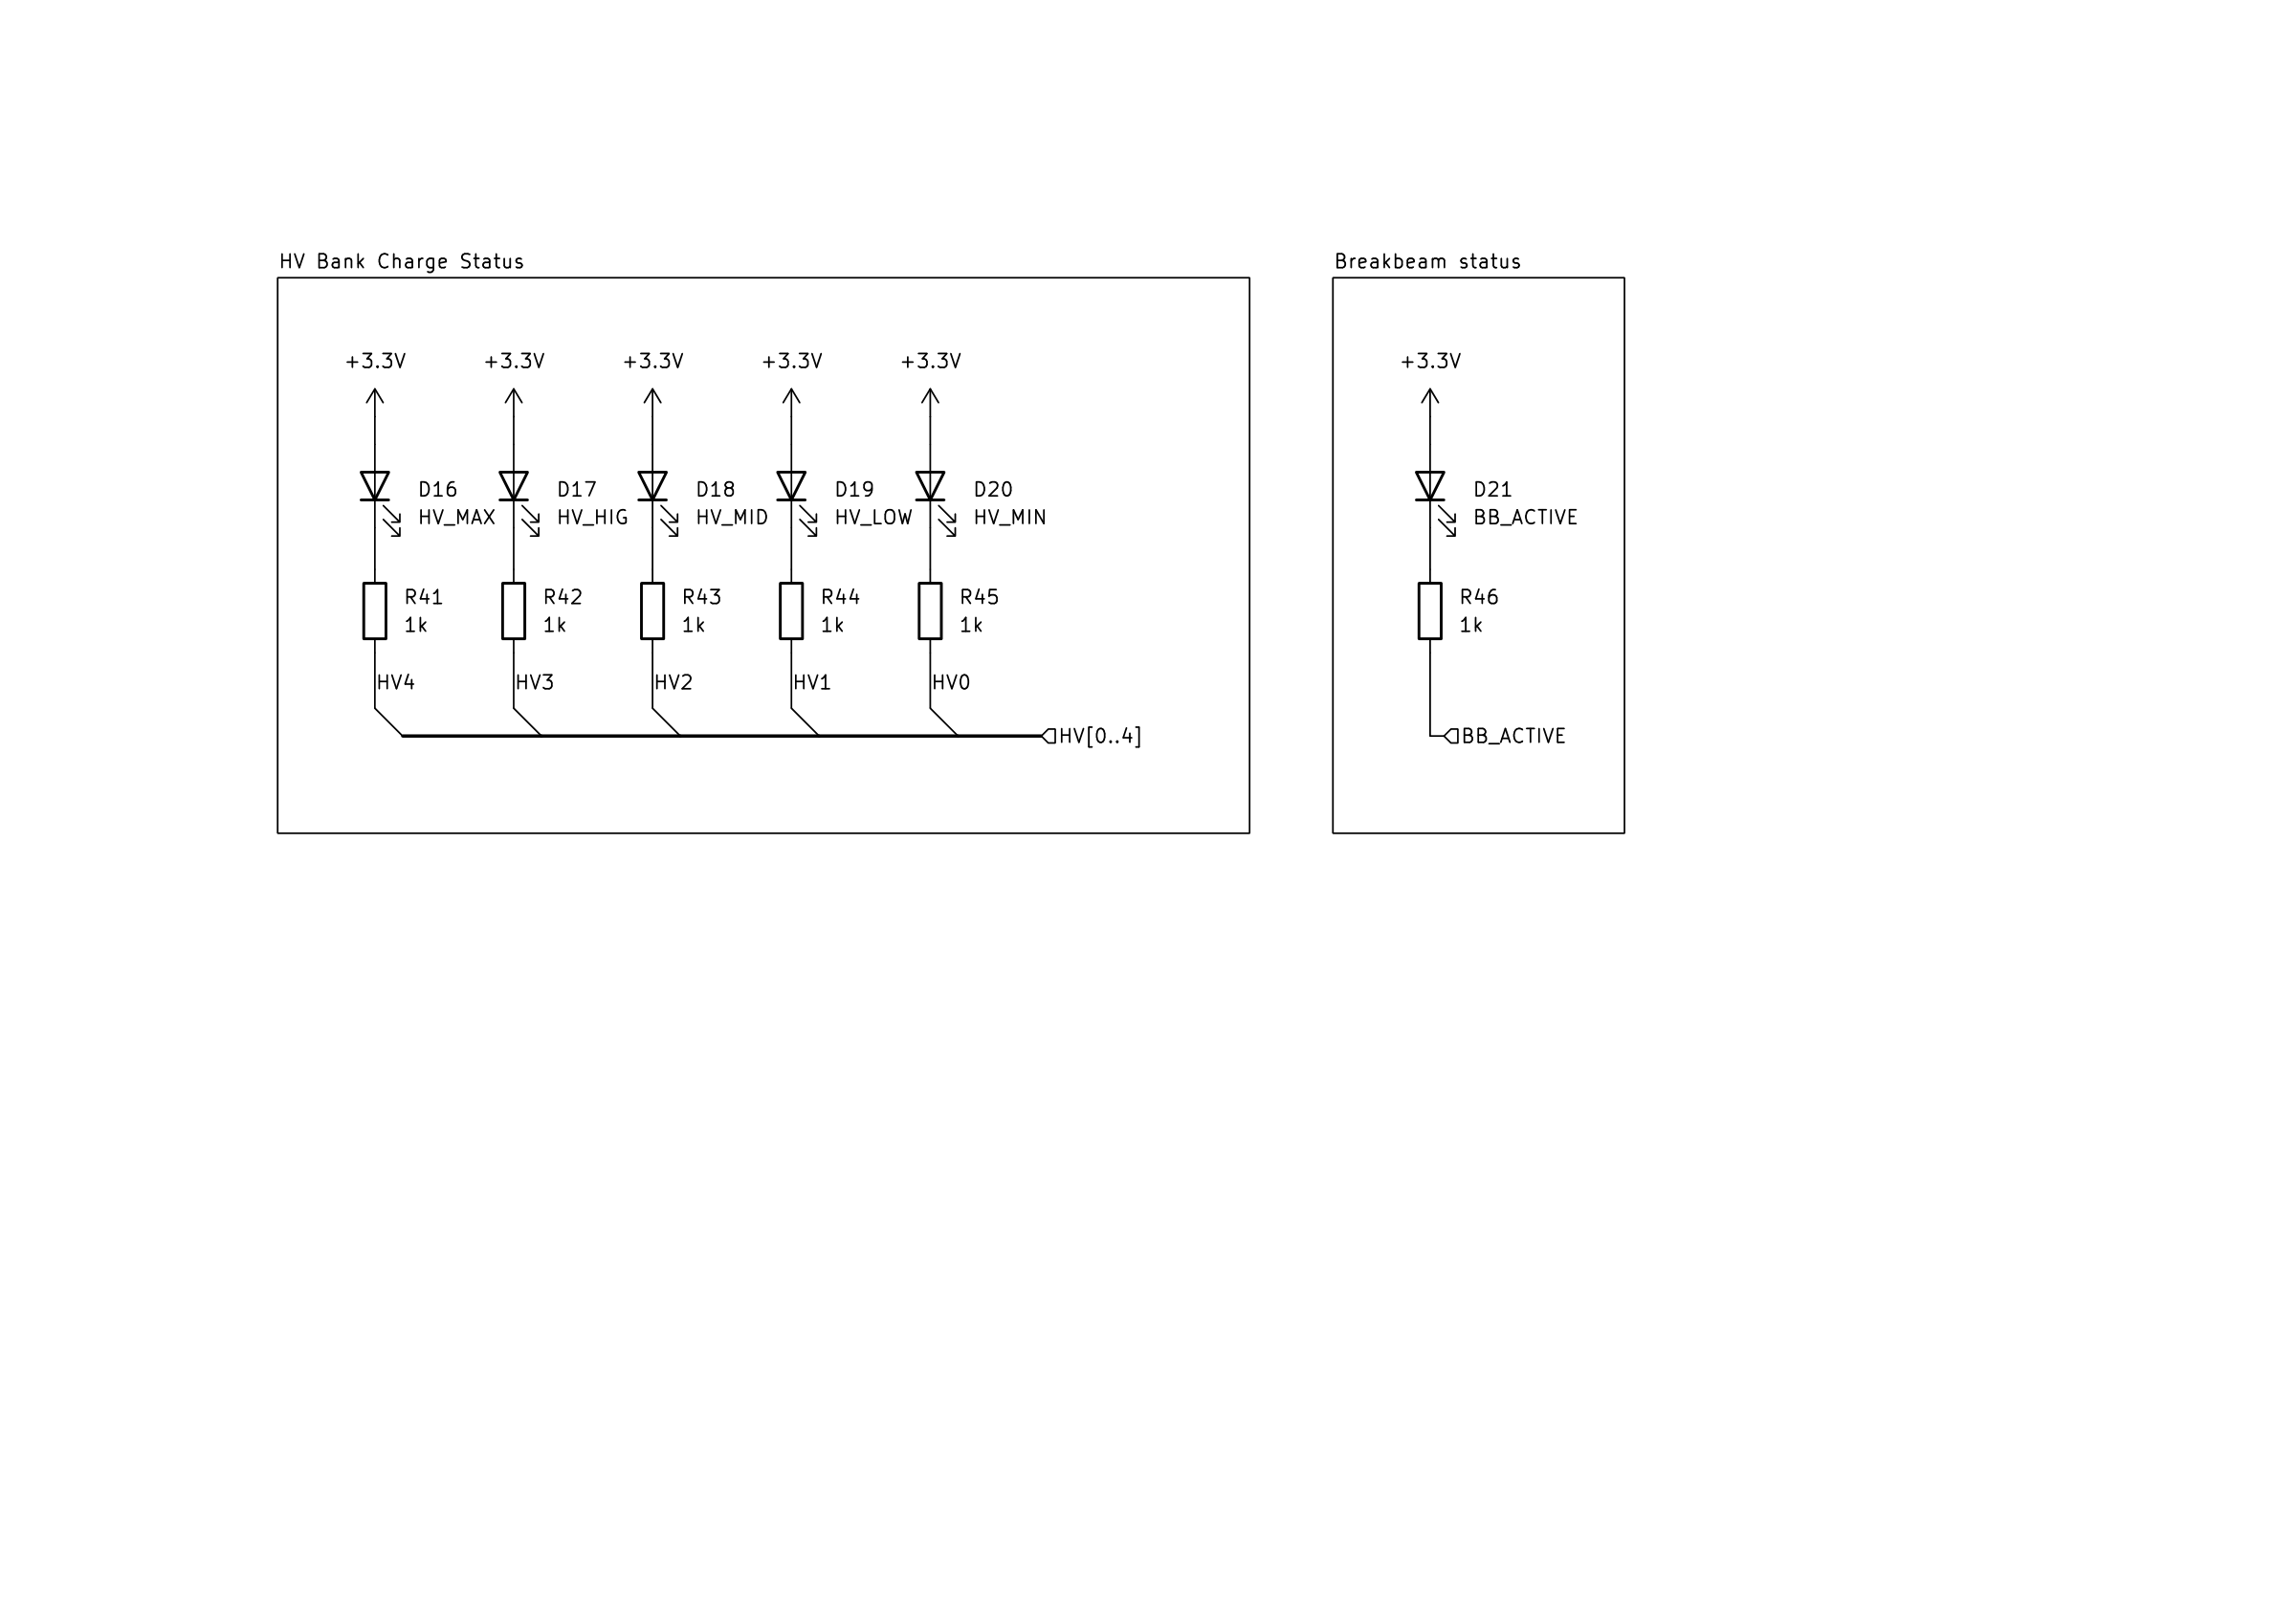 HV Bank Charge Status
Breakbeam status
+3.3V
+3.3V
+3.3V
+3.3V
+3.3V
+3.3V
D16
HV_MAX
D17
HV_HIG
D18
HV_MID
D19
HV_LOW
D20
HV_MIN
D21
BB_ACTIVE
R41
1k
R42
1k
R43
1k
R44
1k
R45
1k
R46
1k
HV4
HV3
HV2
HV1
HV0
HV[0..4]
BB_ACTIVE